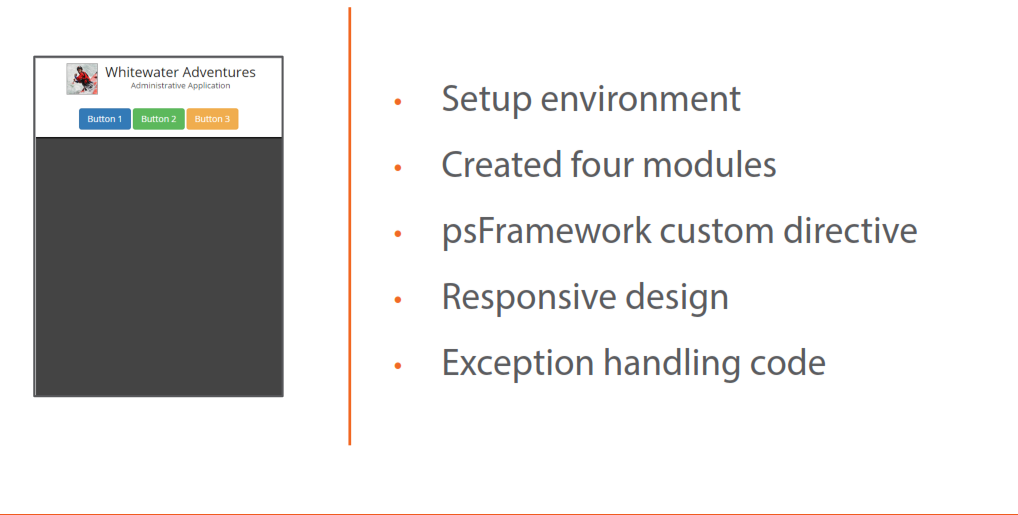 Whitewater Adventures
Administrative Application
Button 1
Button 2
Button 3
Setup environment
Created four modules
psFramework custom directive
Responsive design
Exception handling code